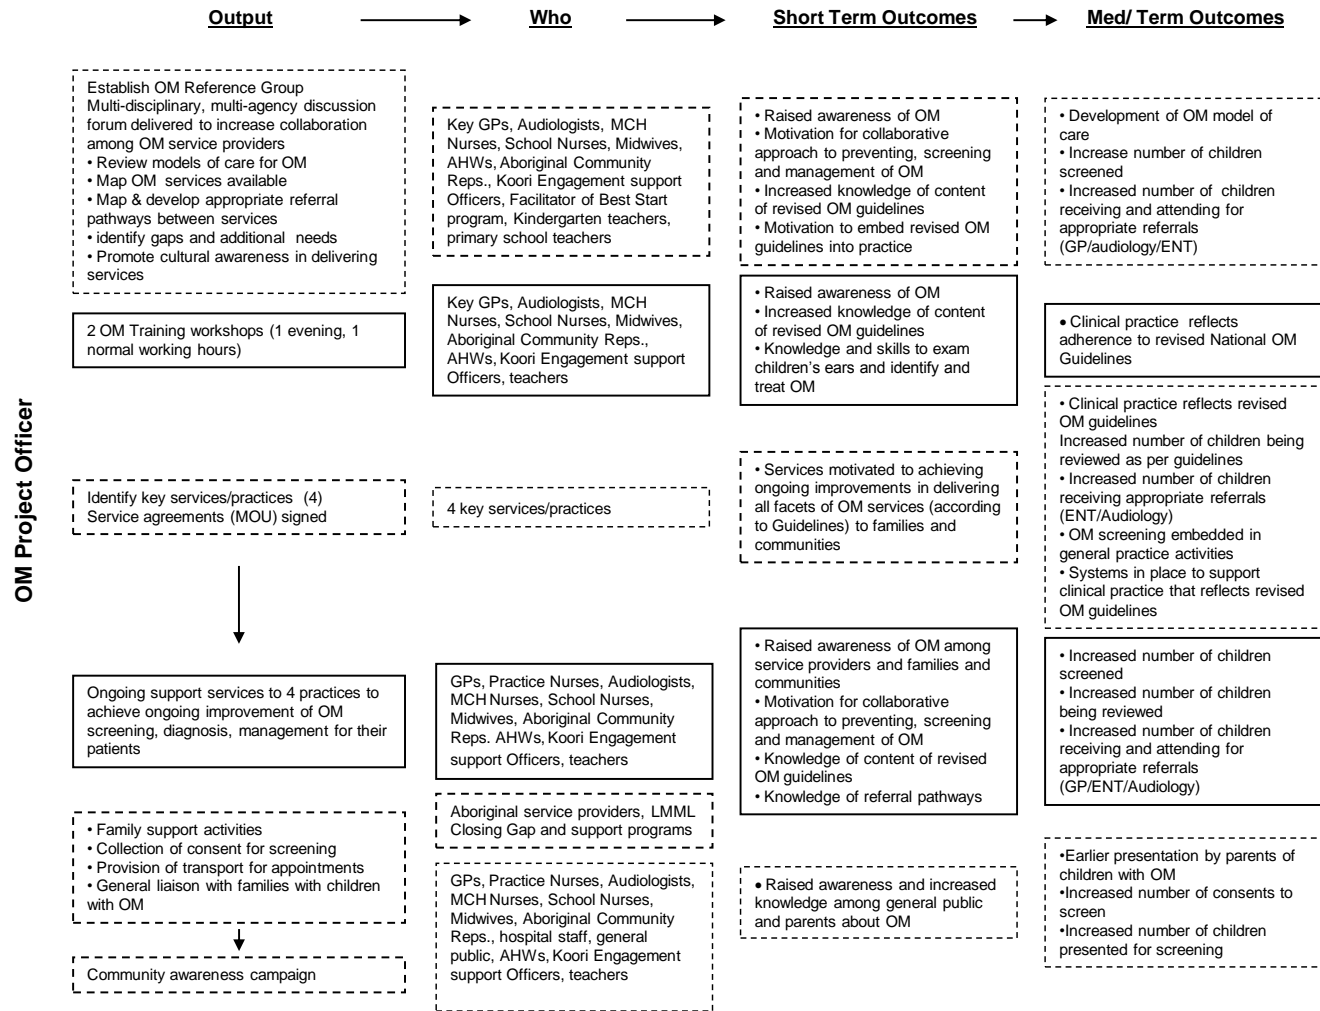 Output
Who
Short Term Outcomes
Med/ Term Outcomes
OM Project Officer
Establish OM Reference Group
Multi-disciplinary, multi-agency discussion
forum delivered to increase collaboration
among OM service providers
• Review models of care for OM
• Map OM services available
• Map & develop appropriate referral
pathways between services
• identify gaps and additional needs
• Promote cultural awareness in delivering
services
Key GPs, Audiologists, MCH
Nurses, School Nurses, Midwives,
AHWs, Aboriginal Community
Reps., Koori Engagement support
Officers, Facilitator of Best Start
program, Kindergarten teachers,
primary school teachers
• Raised awareness of OM
• Motivation for collaborative
approach to preventing, screening
and management of OM
• Increased knowledge of content
of revised OM guidelines
• Motivation to embed revised OM
guidelines into practice
• Development of OM model of
care
• Increase number of children
screened
• Increased number of children
receiving and attending for
appropriate referrals
(GP/audiology/ENT)
2 OM Training workshops (1 evening, 1
normal working hours)
Key GPs, Audiologists, MCH
Nurses, School Nurses, Midwives,
Aboriginal Community Reps.,
AHWs, Koori Engagement support
Officers, teachers
• Raised awareness of OM
• Increased knowledge of content
of revised OM guidelines
• Knowledge and skills to exam
children's ears and identify and
treat OM
• Clinical practice reflects
adherence to revised National OM
Guidelines
Identify key services/practices (4)
Service agreements (MOU) signed
4 key services/practices
• Services motivated to achieving
ongoing improvements in delivering
all facets of OM services (according
to Guidelines) to families and
communities
• Clinical practice reflects revised
OM guidelines
Increased number of children being
reviewed as per guidelines
• Increased number of children
receiving appropriate referrals
(ENT/Audiology)
• OM screening embedded in
general practice activities
• Systems in place to support
clinical practice that reflects revised
OM guidelines
Ongoing support services to 4 practices to
achieve ongoing improvement of OM
screening, diagnosis, management for their
patients
GPs, Practice Nurses, Audiologists,
MCH Nurses, School Nurses,
Midwives, Aboriginal Community
Reps. AHWs, Koori Engagement
support Officers, teachers
• Raised awareness of OM among
service providers and families and
communities
• Motivation for collaborative
approach to preventing, screening
and management of OM
• Knowledge of content of revised
OM guidelines
• Knowledge of referral pathways
• Increased number of children
screened
• Increased number of children
being reviewed
• Increased number of children
receiving and attending for
appropriate referrals
(GP/ENT/Audiology)
• Family support activities
• Collection of consent for screening
• Provision of transport for appointments
• General liaison with families with children
with OM
Aboriginal service providers, LMML
Closing Gap and support programs
Community awareness campaign
GPs, Practice Nurses, Audiologists,
MCH Nurses, School Nurses,
Midwives, Aboriginal Community
Reps., hospital staff, general
public, AHWs, Koori Engagement
support Officers, teachers
• Raised awareness and increased
knowledge among general public
and parents about OM
•Earlier presentation by parents of
children with OM
•Increased number of consents to
screen
•Increased number of children
presented for screening